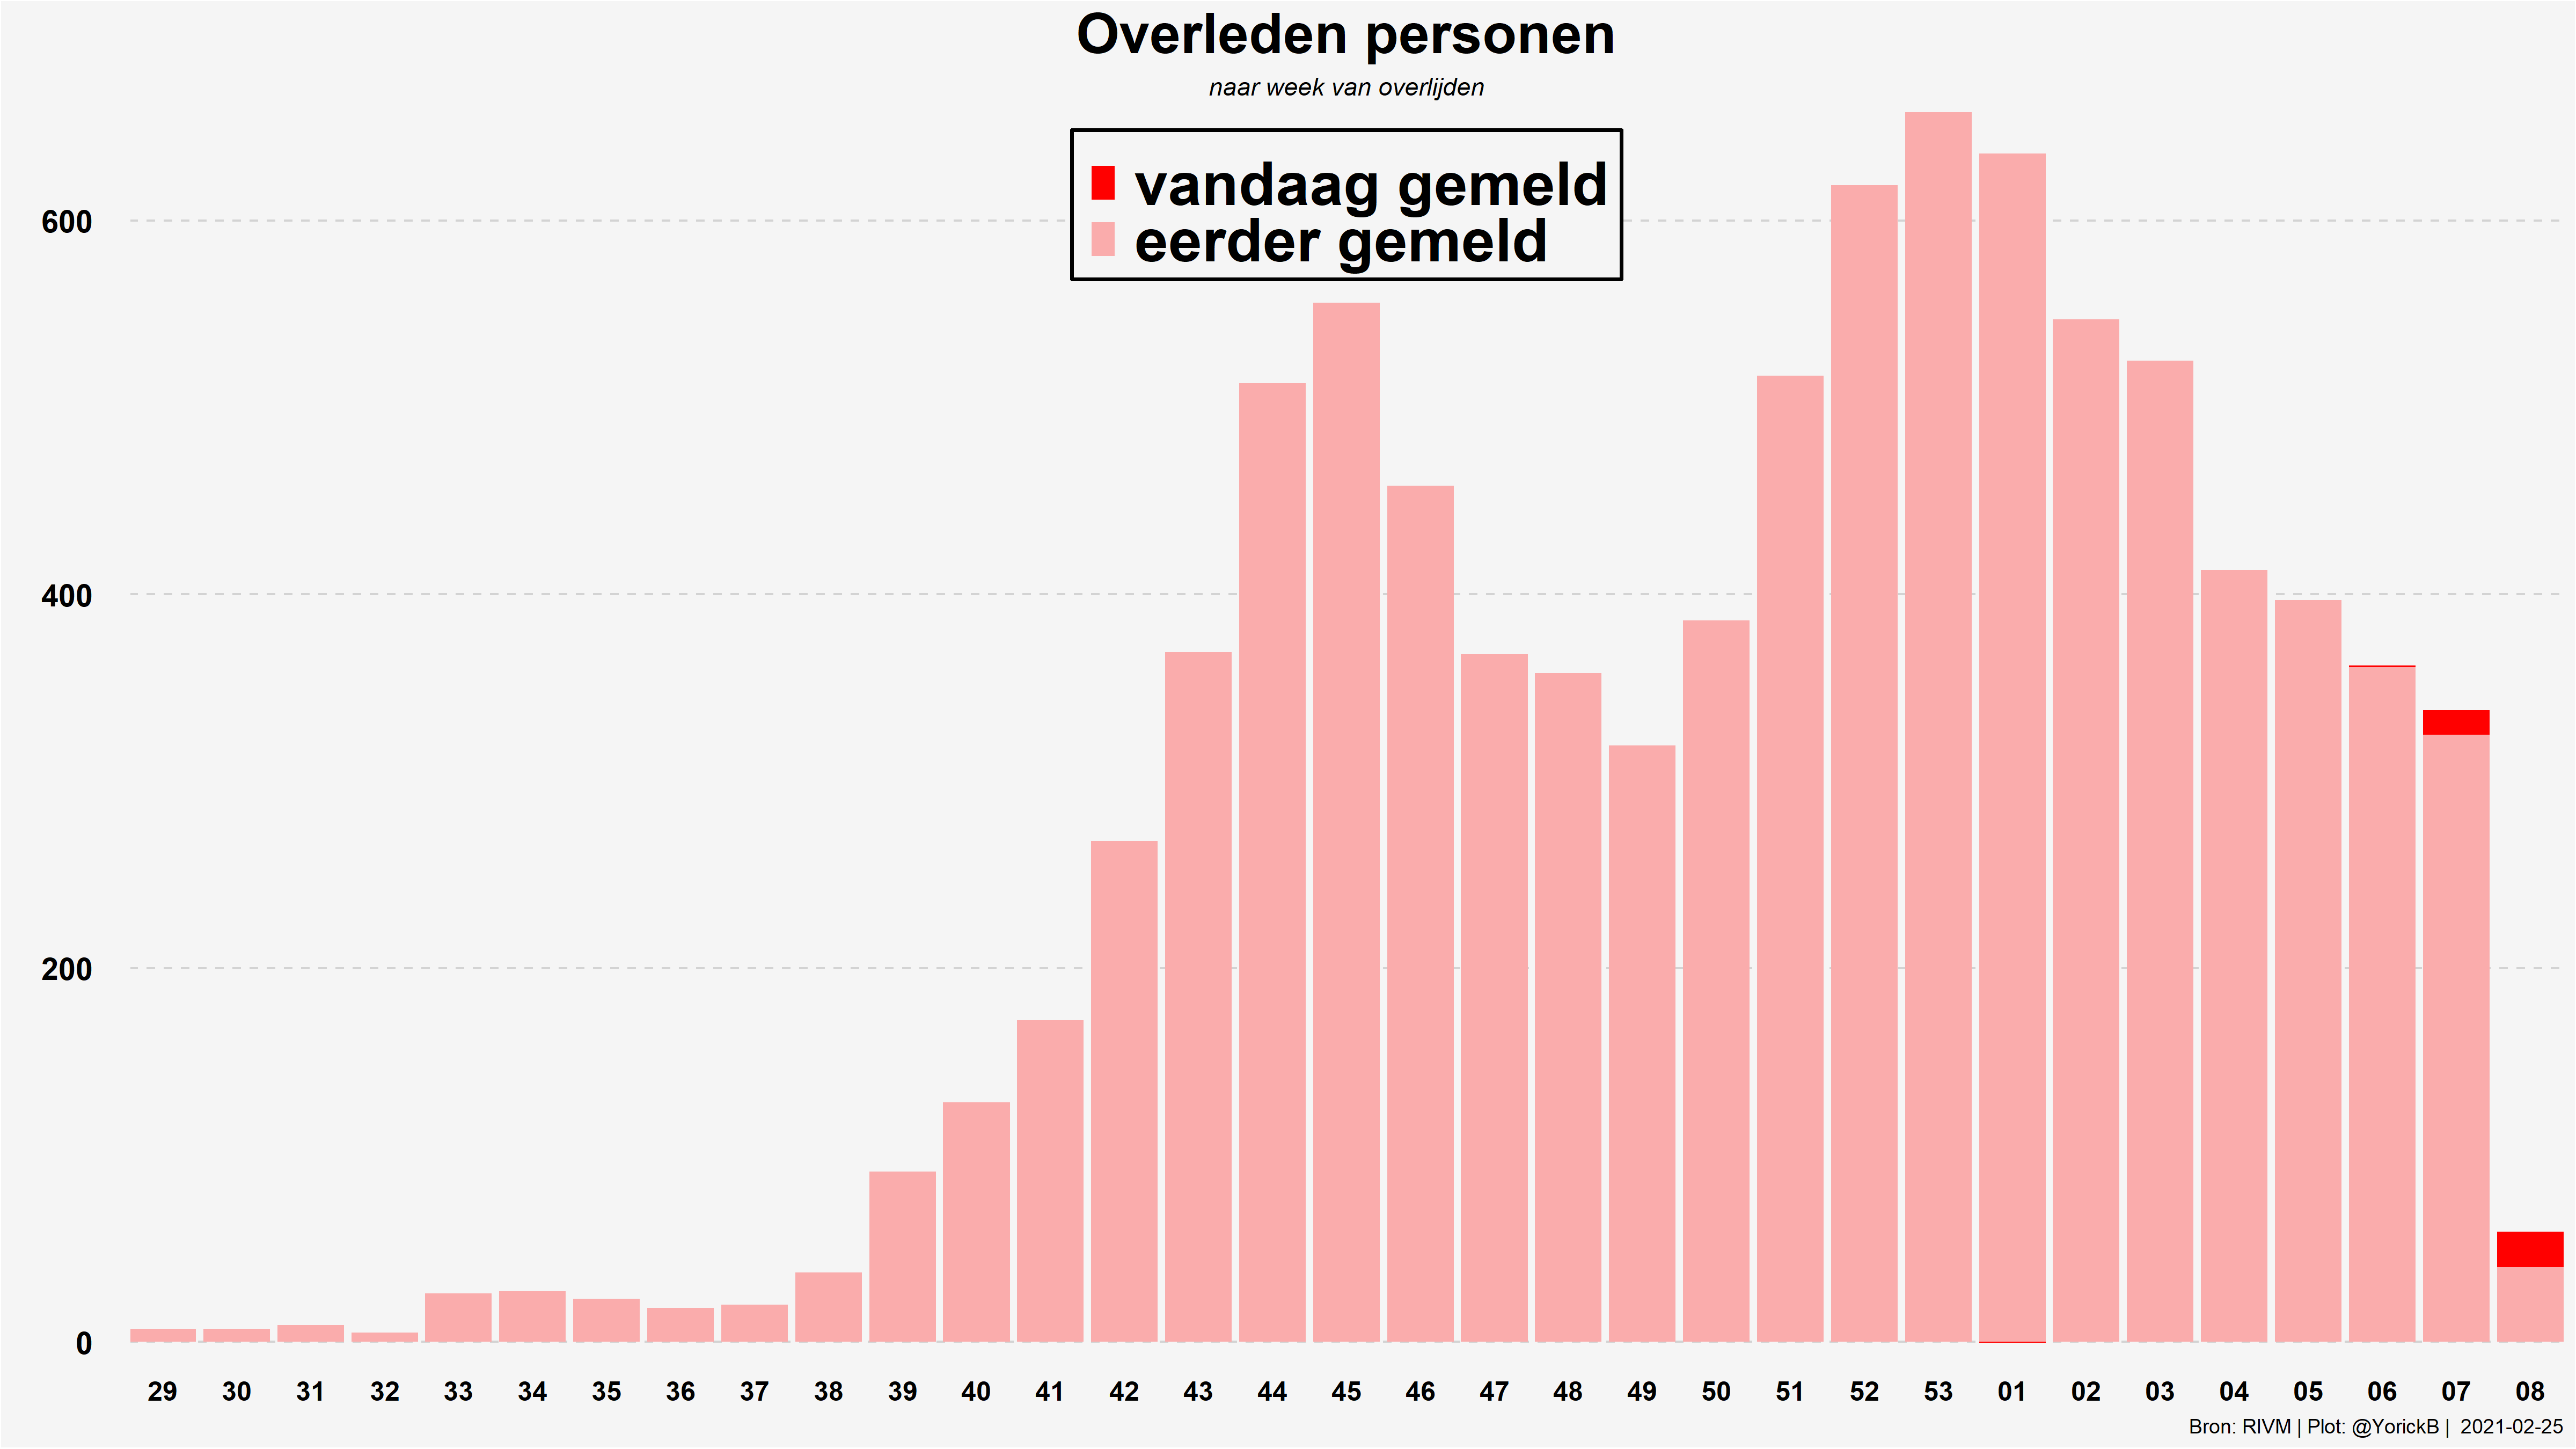 Overleden personen
naar week van overlijden
vandaag gemeld
eerder gemeld
600
400
200
0
29 30 31 32 33 34 35 36 37 38 39 40 41 42 43 44 45 46 47 48 49 50 51 52 53 01 02 03 04 05 06 07 08
Bron: RIVM | Plot: @YorickB | 2021-02-25